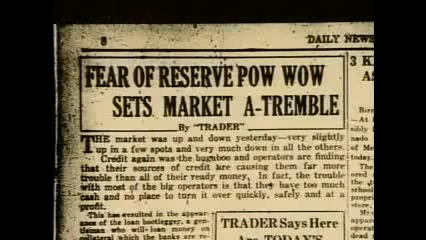 8
DAILY NEWS
FEAR OF RESERVE POW WOW
SETS MARKET A-TREMBLE
By "TRADER"
THE market was up and down yesterday—very slightly
up in a few spots and very much down in all the others.
Credit again was the bugaboo and operators are finding
that their sources of credit are causing them far more
trouble than all of their ready money. In fact, the trouble
with most of the big operators is that they have too much
cash and no place to turn it over quickly, safely and at a
profit.
This has resulted in the appear-
ance of the loan bootlegger, a gentle-
man who will loan money on
collateral which the banks are re-
TRADER Says Here
Are TODAY'S
3 K
A